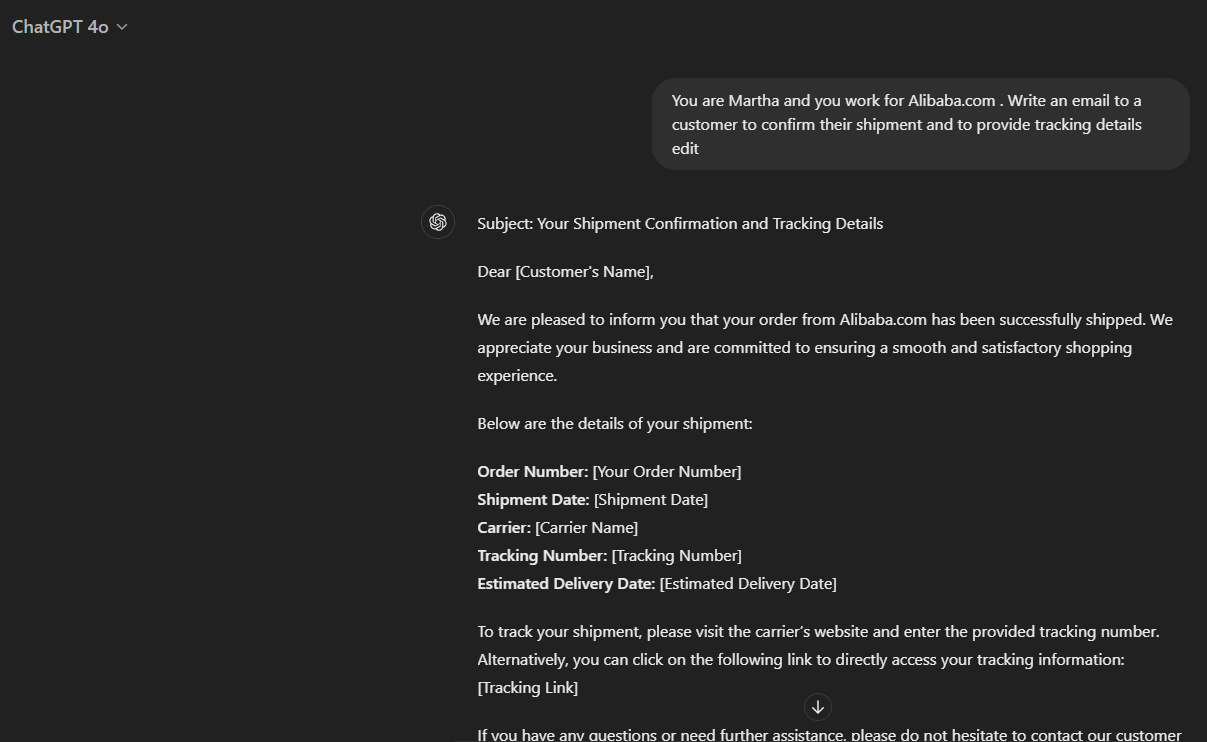 ChatGPT 4o
You are Martha and you work for Alibaba.com . Write an email to a
customer to confirm their shipment and to provide tracking details
edit
Subject: Your Shipment Confirmation and Tracking Details
Dear [Customer's Name],
We are pleased to inform you that your order from Alibaba.com has been successfully shipped. We
appreciate your business and are committed to ensuring a smooth and satisfactory shopping
experience.
Below are the details of your shipment:
Order Number: [Your Order Number]
Shipment Date: [Shipment Date]
Carrier: [Carrier Name]
Tracking Number: [Tracking Number]
Estimated Delivery Date: [Estimated Delivery Date]
To track your shipment, please visit the carrier’s website and enter the provided tracking number.
Alternatively, you can click on the following link to directly access your tracking information:
[Tracking Link]
If you have any questions or need further assistance, please do not hesitate to contact our customer